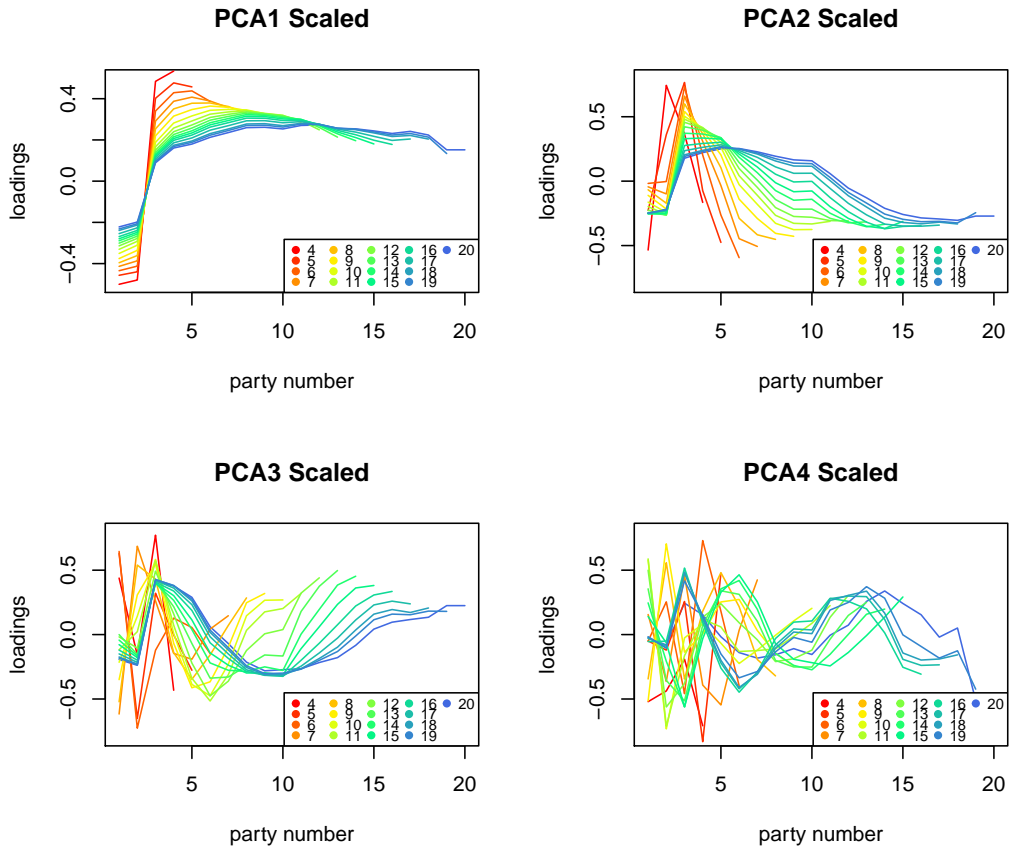 PCA1 Scaled
loadings
0.4
0.0
−0.4
4 8 12 16 20
5 9 13 17
6 10 14 18
7 11 15 19
5 10 15 20
party number
PCA2 Scaled
loadings
0.5
0.0
−0.5
4 8 12 16 20
5 9 13 17
6 10 14 18
7 11 15 19
5 10 15 20
party number
PCA3 Scaled
loadings
0.5
0.0
−0.5
4 8 12 16 20
5 9 13 17
6 10 14 18
7 11 15 19
5 10 15 20
party number
PCA4 Scaled
loadings
0.5
0.0
−0.5
4 8 12 16 20
5 9 13 17
6 10 14 18
7 11 15 19
5 10 15 20
party number